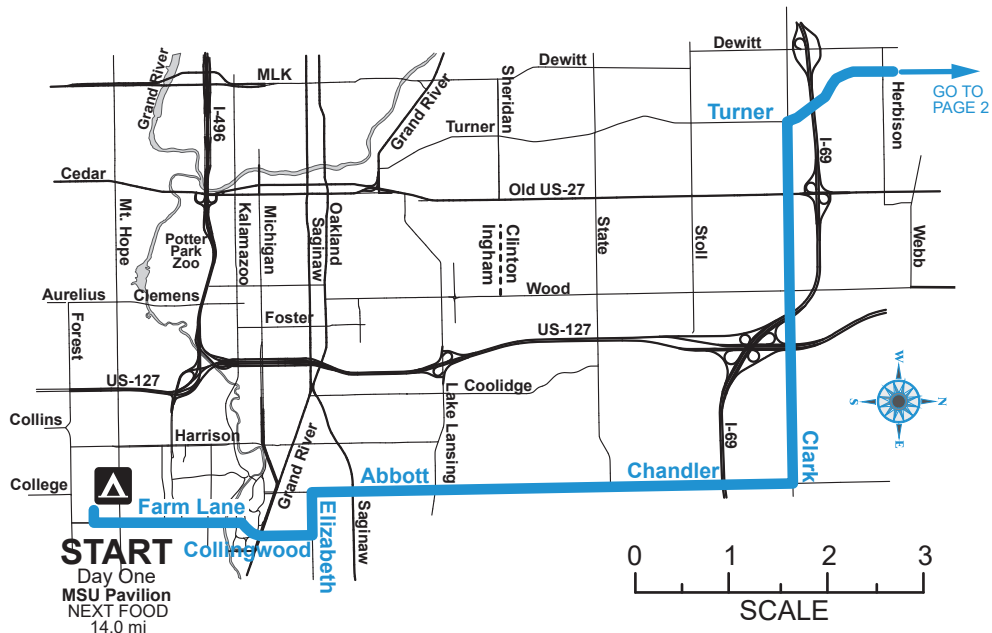 Grand River
MLK
I-496
Grand River
Sheridan
Dewitt
Dewitt
Turner
Turner
Herbison
GO TO
PAGE 2
I-69
Cedar
Old US-27
Mt. Hope
Potter
Park
Zoo
Kalamazoo
Michigan
Saginaw
Oakland
Clinton
Ingham
State
Stoll
Webb
Aurelius
Clemens
Wood
Foster
Forest
US-127
US-127
Coolidge
Lake Lansing
W
S
N
E
Collins
Harrison
Grand River
I-69
Clark
College
Abbott
Chandler
Farm Lane
Collingwood
Elizabeth
Saginaw
START
Day One
MSU Pavilion
NEXT FOOD
14.0 mi
0 1 2 3
SCALE